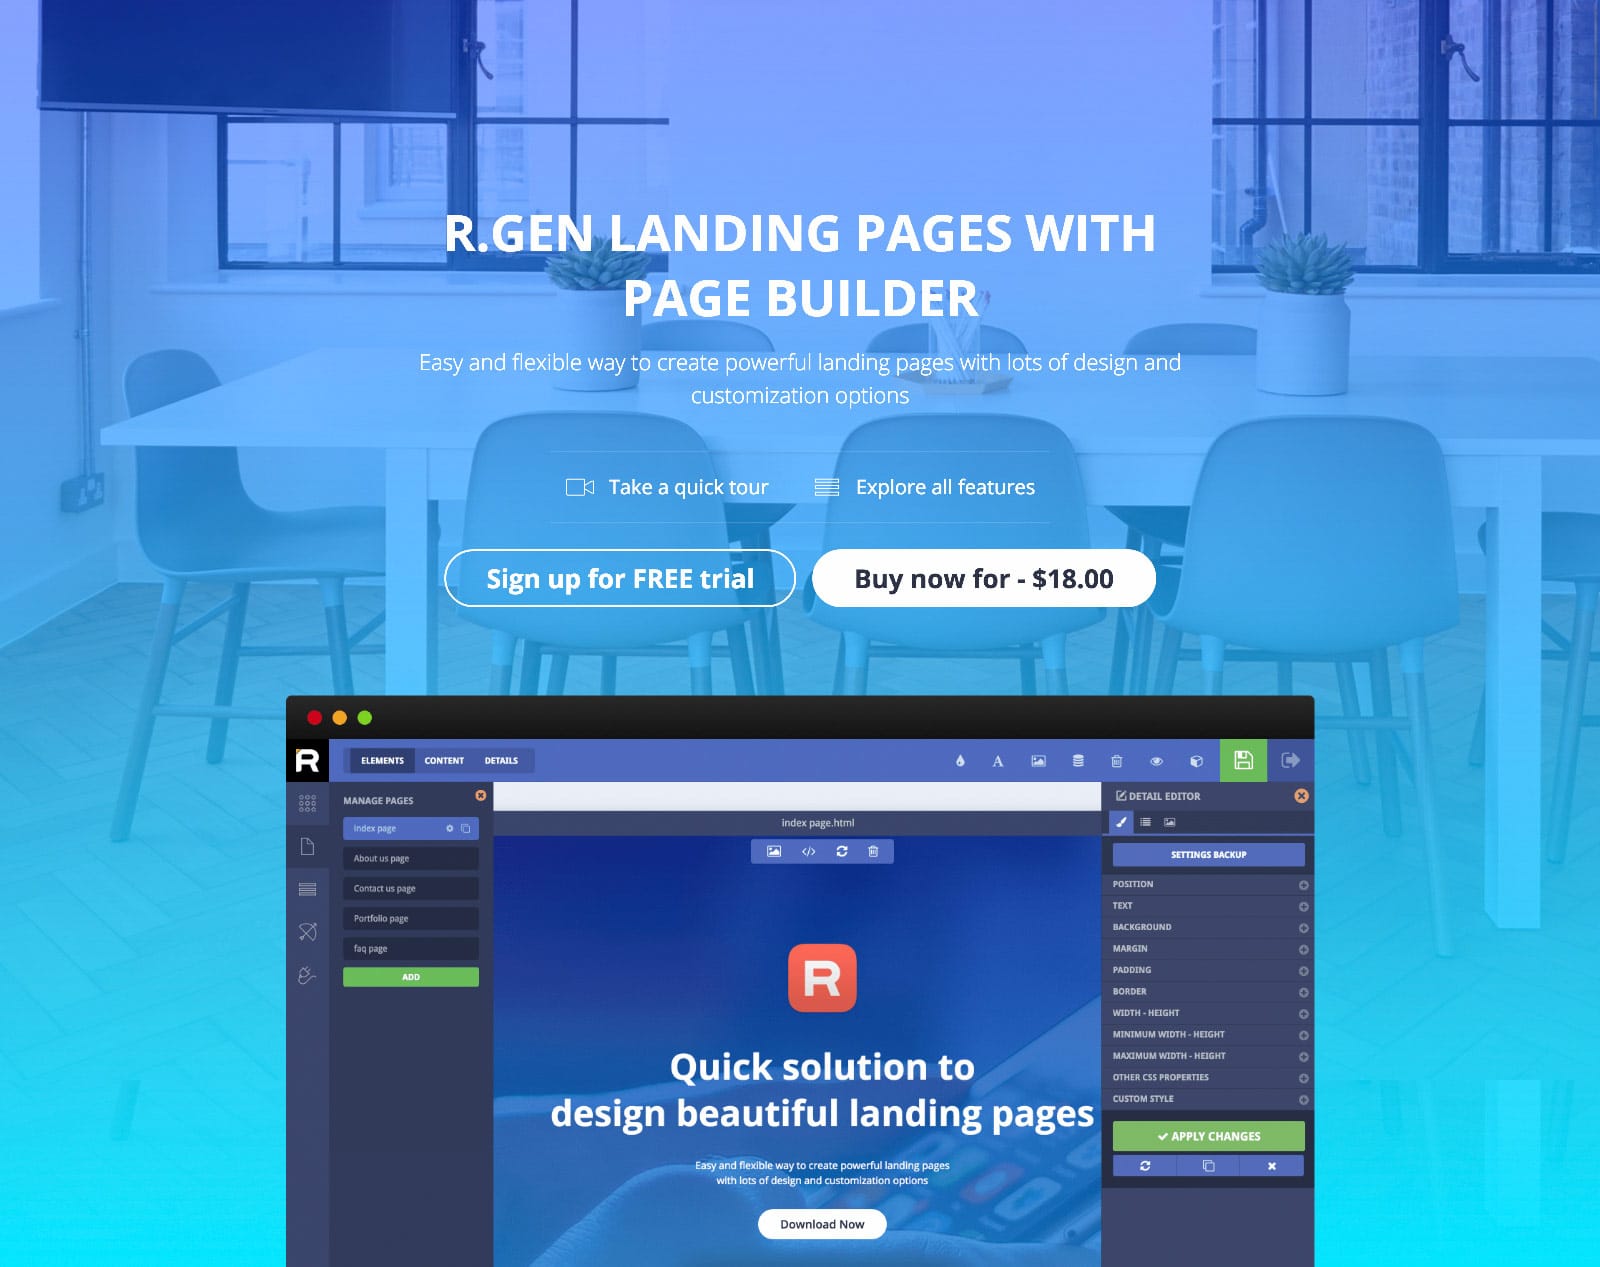 R.GEN LANDING PAGES WITH
PAGE BUILDER
Easy and flexible way to create powerful landing pages with lots of design and
customization options
Take a quick tour
Explore all features
Sign up for FREE trial
Buy now for - $18.00
R
ELEMENTS
CONTENT
DETAILS
A
MANAGE PAGES
Index page
About us page
Contact us page
Portfolio page
faq page
ADD
index page.html
</>
R
Quick solution to
design beautiful landing pages
Easy and flexible way to create powerful landing pages
with lots of design and customization options
Download Now
DETAIL EDITOR
SETTINGS BACKUP
POSITION
TEXT
BACKGROUND
MARGIN
PADDING
BORDER
WIDTH - HEIGHT
MINIMUM WIDTH - HEIGHT
MAXIMUM WIDTH - HEIGHT
OTHER CSS PROPERTIES
CUSTOM STYLE
APPLY CHANGES